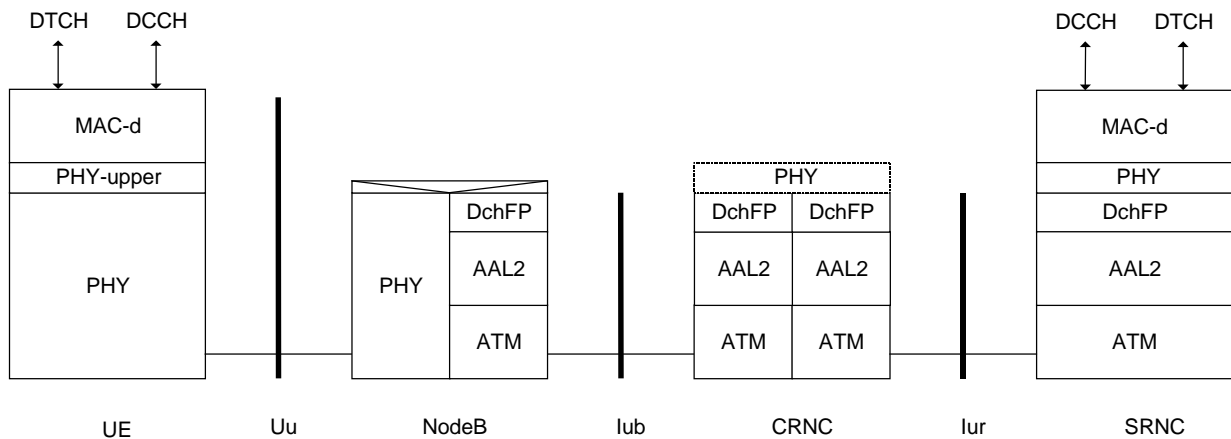 DTCH DCCH DCCH DTCH
MAC-d MAC-d
PHY-upper PHY PHY
DchFP DchFP DchFP DchFP
PHY PHY AAL2 AAL2 AAL2 AAL2
ATM ATM ATM ATM
UE Uu NodeB Iub CRNC Iur SRNC